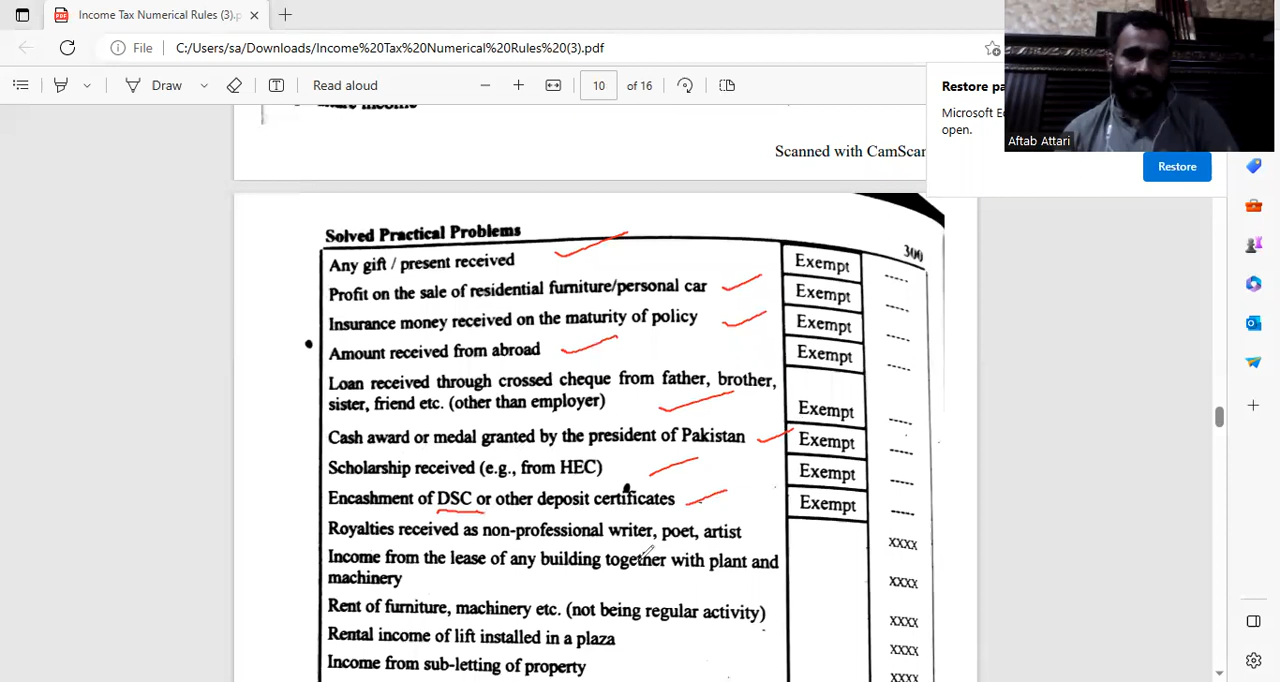 Income Tax Numerical Rules (3).p
File
C:/Users/sa/Downloads/Income%20Tax%20Numerical%20Rules%20(3).pdf
Draw
Read aloud
10
of 16
Restore pa
Microsoft E
open.
Restore
Aftab Attari
Scanned with CamScan
Solved Practical Problems
300
Any gift / present received Exempt -----
Profit on the sale of residential furniture/personal car Exempt ----
Insurance money received on the maturity of policy Exempt ----
Amount received from abroad Exempt ----
Loan received through crossed cheque from father, brother,
sister, friend etc. (other than employer) Exempt ----
Cash award or medal granted by the president of Pakistan Exempt ----
Scholarship received (e.g., from HEC) Exempt ----
Encashment of DSC or other deposit certificates Exempt ----
Royalties received as non-professional writer, poet, artist xxxx
Income from the lease of any building together with plant and
machinery xxxx
Rent of furniture, machinery etc. (not being regular activity) xxxx
Rental income of lift installed in a plaza xxxx
Income from sub-letting of property xxxx